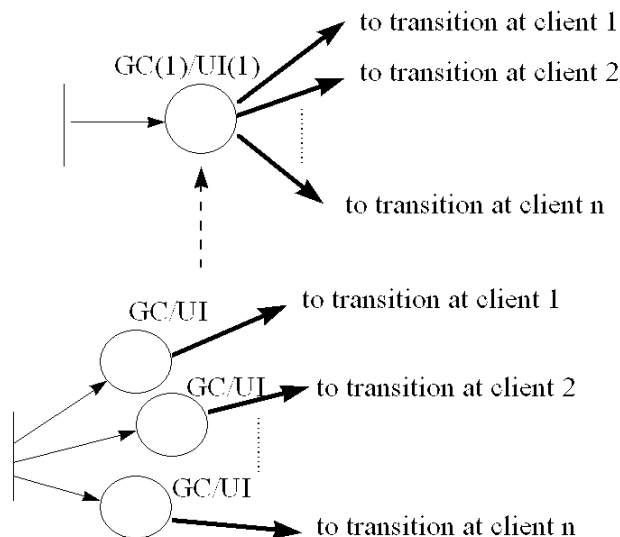 to transition at client 1
GC(1)/UI(1)
to transition at client 2
to transition at client n
to transition at client 1
GC/UI
GC/UI
to transition at client 2
GC/UI
to transition at client n